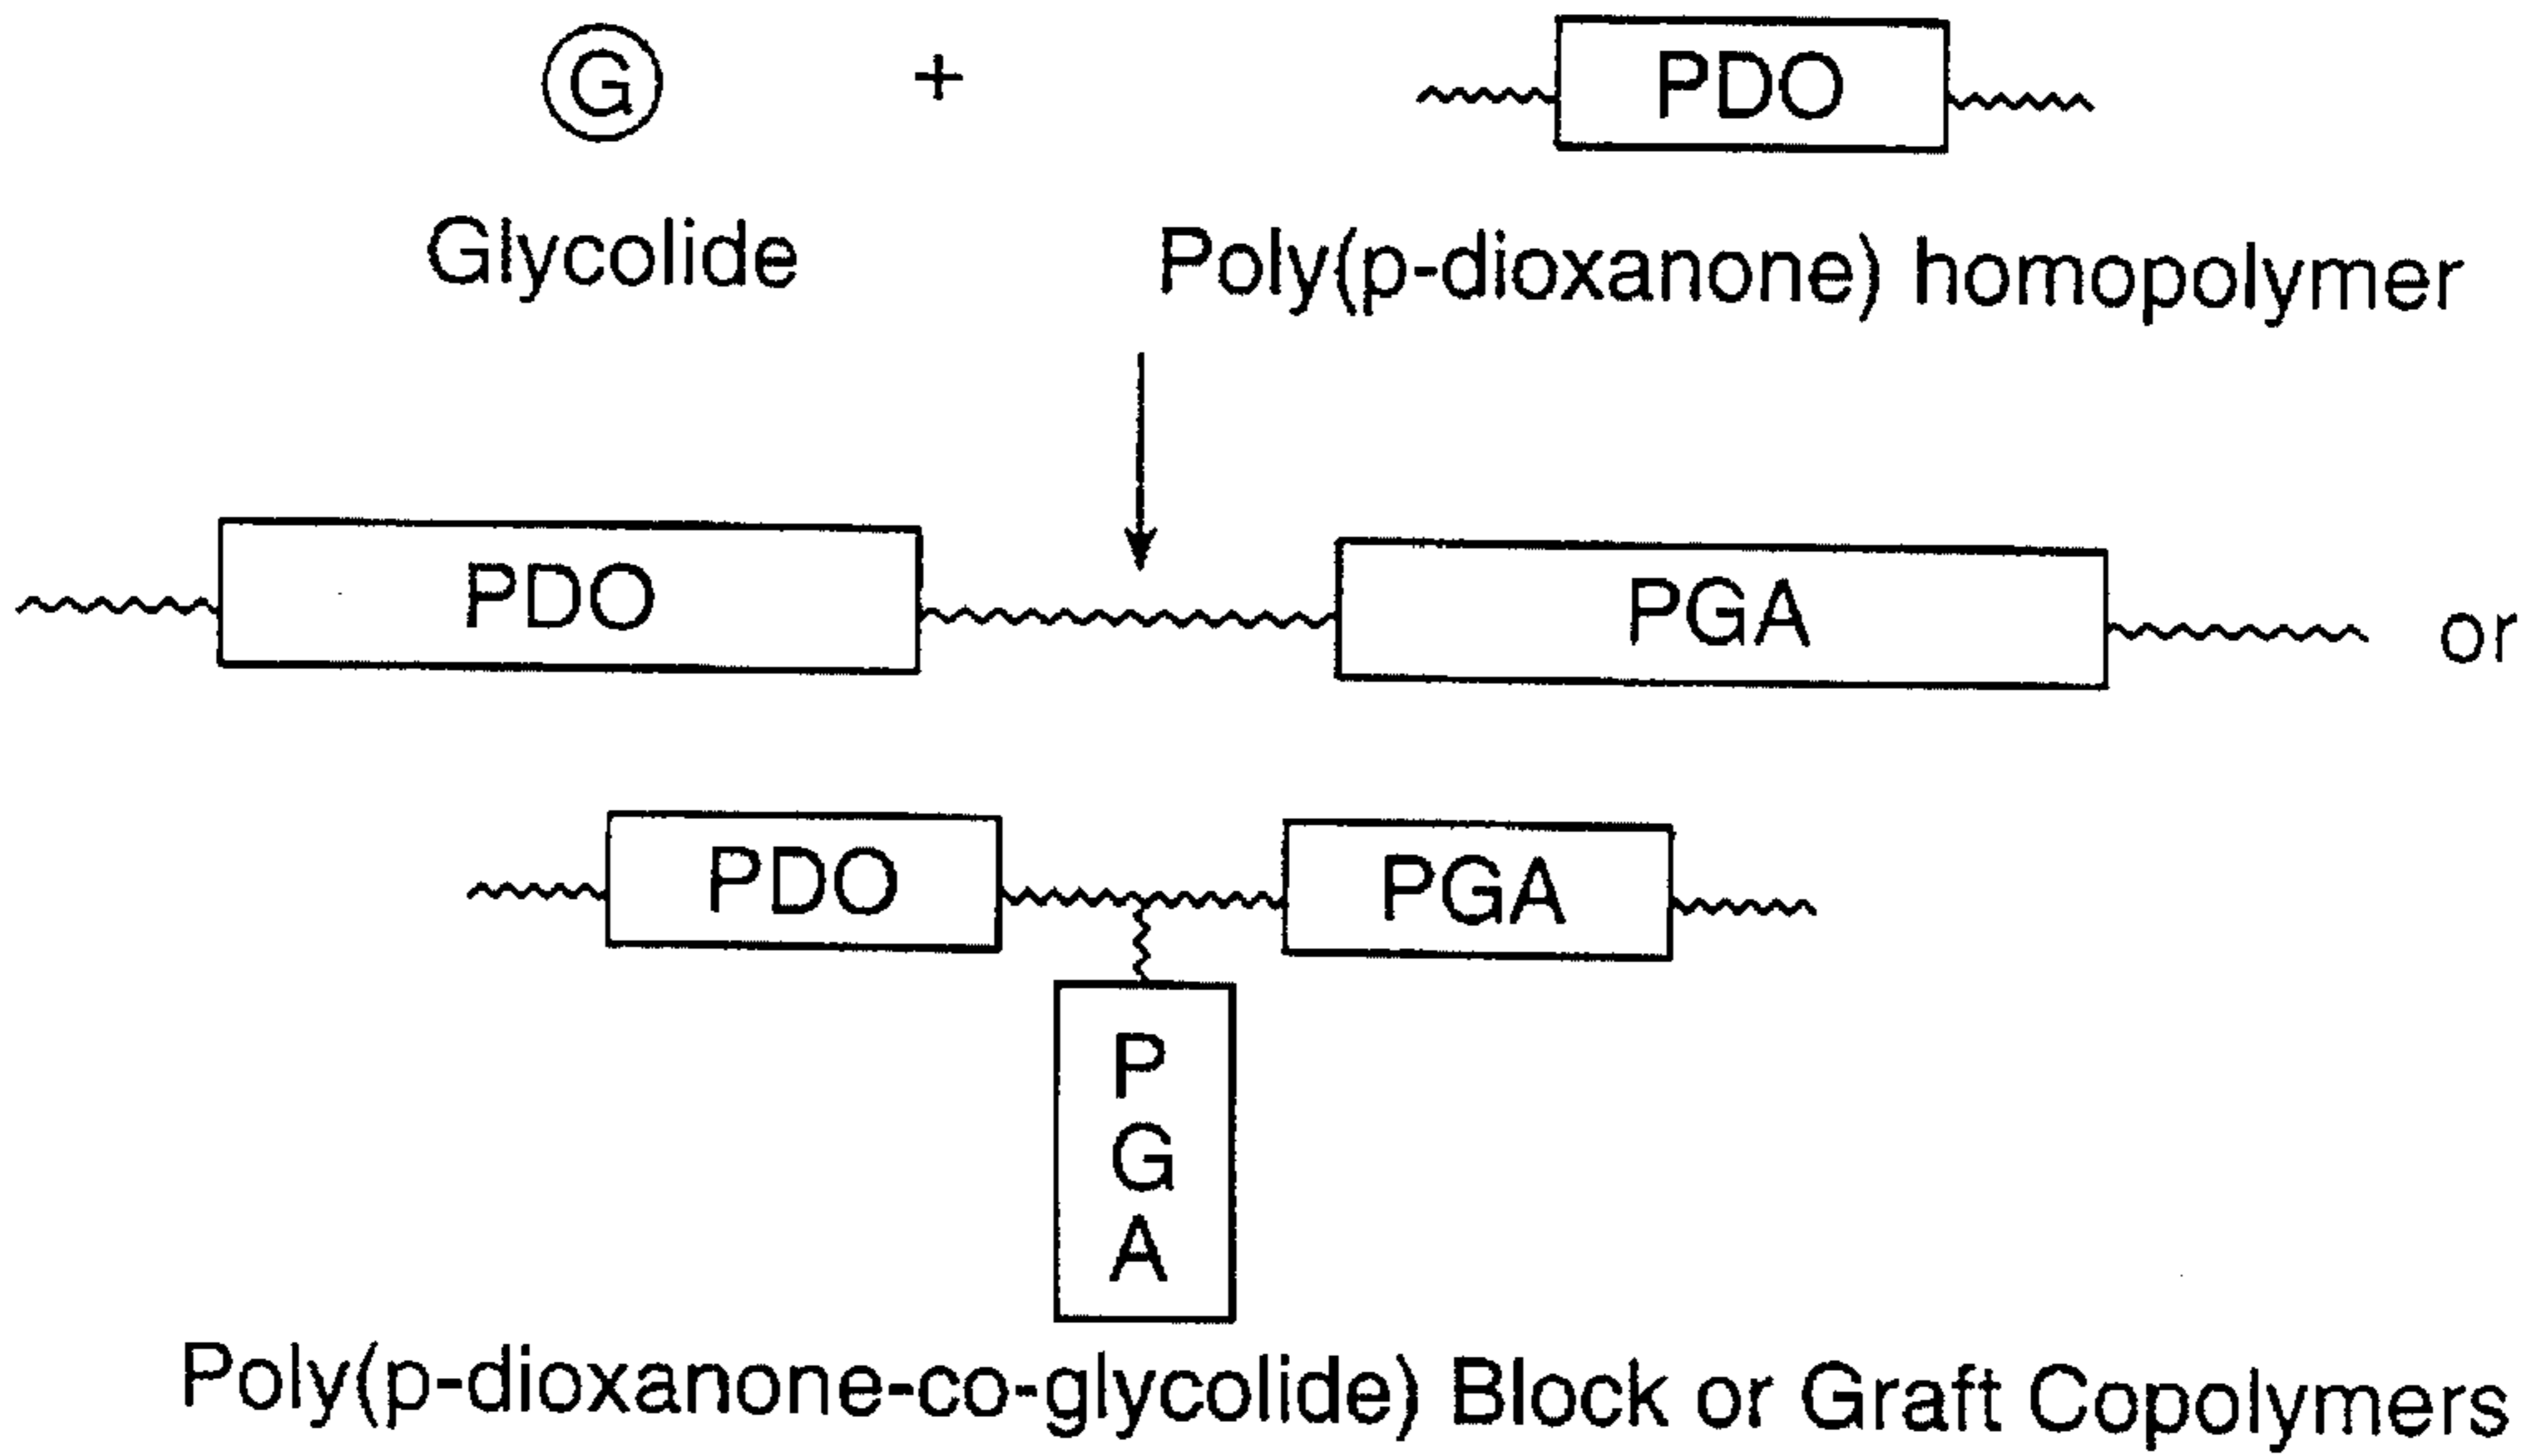 G + PDO
Glycolide Poly(p-dioxanone) homopolymer
PDO PGA or
PDO PGA
P
G
A
Poly(p-dioxanone-co-glycolide) Block or Graft Copolymers